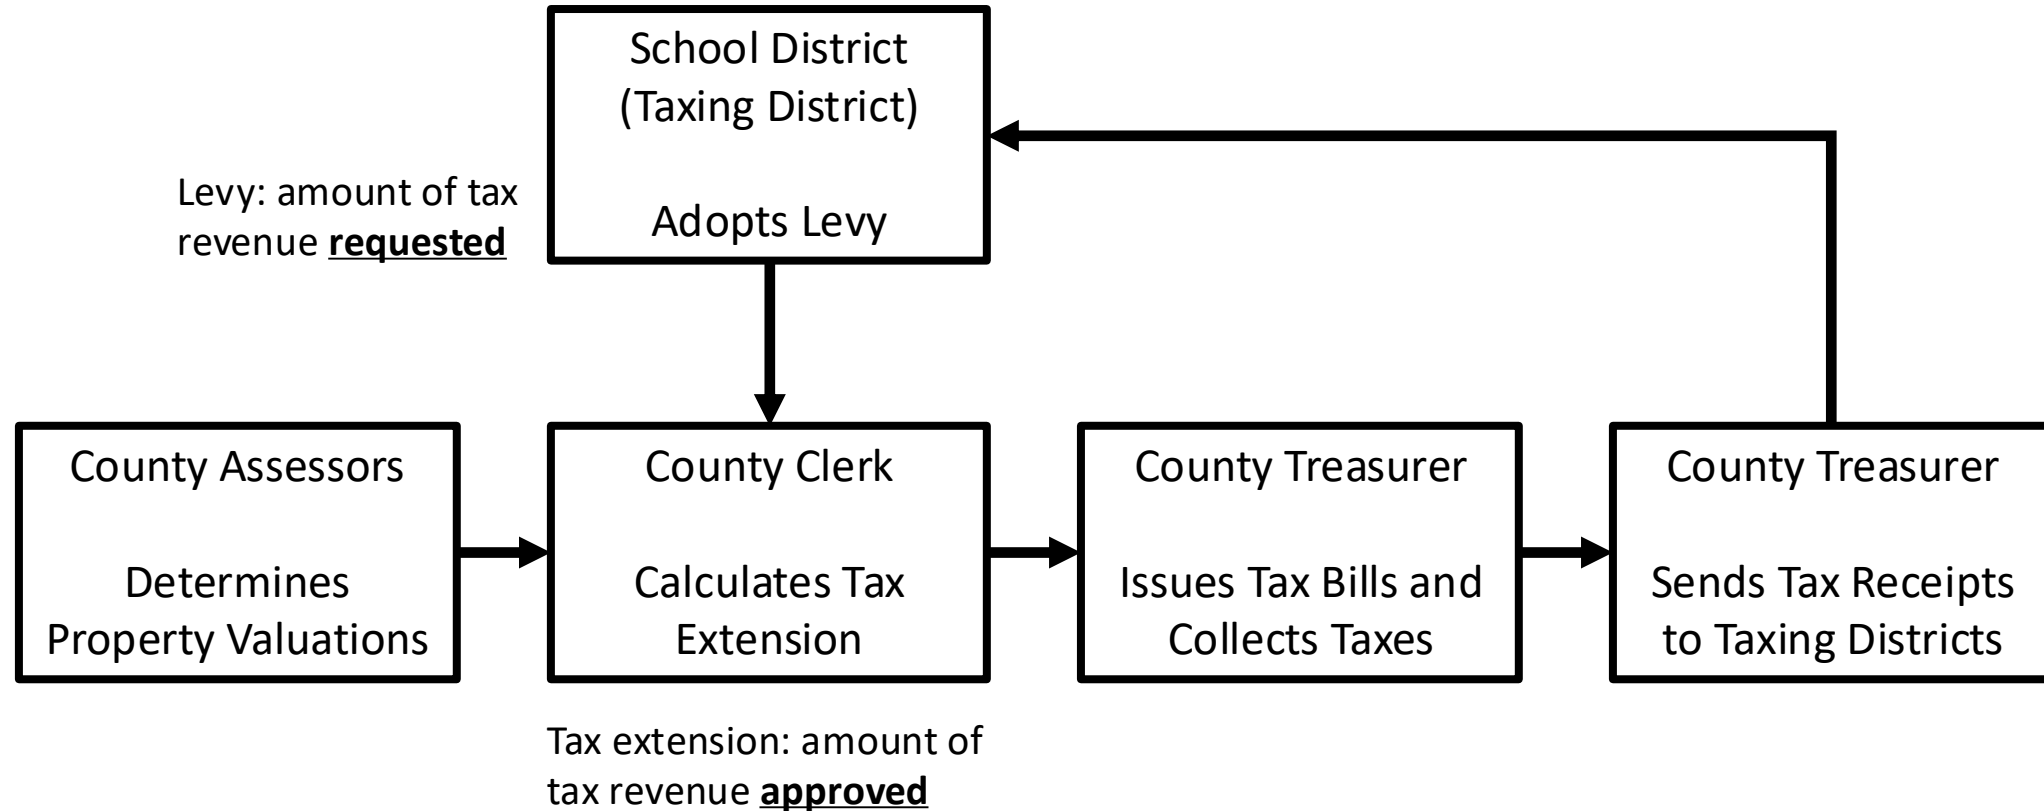 School District
(Taxing District)
Adopts Levy
Levy: amount of tax
revenue requested
County Assessors
Determines
Property Valuations
County Clerk
Calculates Tax
Extension
County Treasurer
Issues Tax Bills and
Collects Taxes
County Treasurer
Sends Tax Receipts
to Taxing Districts
Tax extension: amount of
tax revenue approved